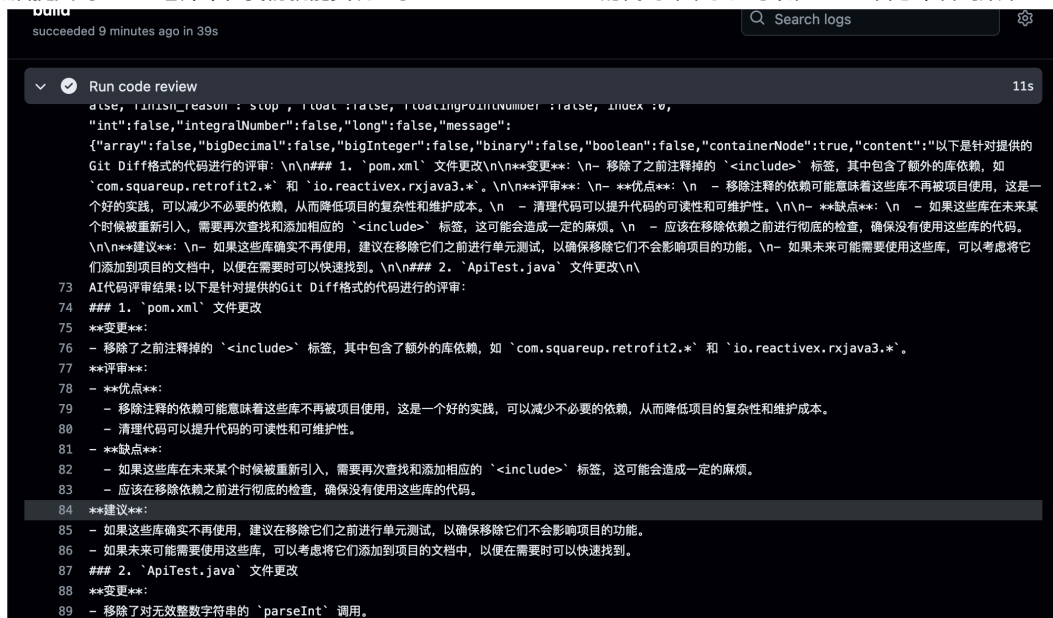 build
succeeded 9 minutes ago in 39s
Search logs
Run code review
11s
alse,"finish_reason":"stop","float":false,"floatingPointNumber":false,"index":0,
"int":false,"integralNumber":false,"long":false,"message":
{"array":false,"bigDecimal":false,"bigInteger":false,"binary":false,"boolean":false,"containerNode":true,"content":"以下是针对提供的
Git Diff格式的代码进行的评审：\n\n### 1. `pom.xml` 文件更改\n\n**变更**：\n- 移除了之前注释掉的 `<include>` 标签，其中包含了额外的库依赖，如
`com.squareup.retrofit2.*` 和 `io.reactivex.rxjava3.*`。\n\n**评审**：\n- **优点**：\n  - 移除注释的依赖可能意味着这些库不再被项目使用，这是一
个好的实践，可以减少不必要的依赖，从而降低项目的复杂性和维护成本。\n  - 清理代码可以提升代码的可读性和可维护性。\n\n- **缺点**：\n  - 如果这些库在未来某
个时候被重新引入，需要再次查找和添加相应的 `<include>` 标签，这可能会造成一定的麻烦。\n  - 应该在移除依赖之前进行彻底的检查，确保没有使用这些库的代码。
\n\n**建议**：\n- 如果这些库确实不再使用，建议在移除它们之前进行单元测试，以确保移除它们不会影响项目的功能。\n- 如果未来可能需要使用这些库，可以考虑将它
们添加到项目的文档中，以便在需要时可以快速找到。\n\n### 2. `ApiTest.java` 文件更改\n\
73 AI代码评审结果:以下是针对提供的Git Diff格式的代码进行的评审：
74 ### 1. `pom.xml` 文件更改
75 **变更**：
76 - 移除了之前注释掉的 `<include>` 标签，其中包含了额外的库依赖，如 `com.squareup.retrofit2.*` 和 `io.reactivex.rxjava3.*`。
77 **评审**：
78 - **优点**：
79   - 移除注释的依赖可能意味着这些库不再被项目使用，这是一个好的实践，可以减少不必要的依赖，从而降低项目的复杂性和维护成本。
80   - 清理代码可以提升代码的可读性和可维护性。
81 - **缺点**：
82   - 如果这些库在未来某个时候被重新引入，需要再次查找和添加相应的 `<include>` 标签，这可能会造成一定的麻烦。
83   - 应该在移除依赖之前进行彻底的检查，确保没有使用这些库的代码。
84 **建议**：
85 - 如果这些库确实不再使用，建议在移除它们之前进行单元测试，以确保移除它们不会影响项目的功能。
86 - 如果未来可能需要使用这些库，可以考虑将它们添加到项目的文档中，以便在需要时可以快速找到。
87 ### 2. `ApiTest.java` 文件更改
88 **变更**：
89 - 移除了对无效整数字符串的 `parseInt` 调用。